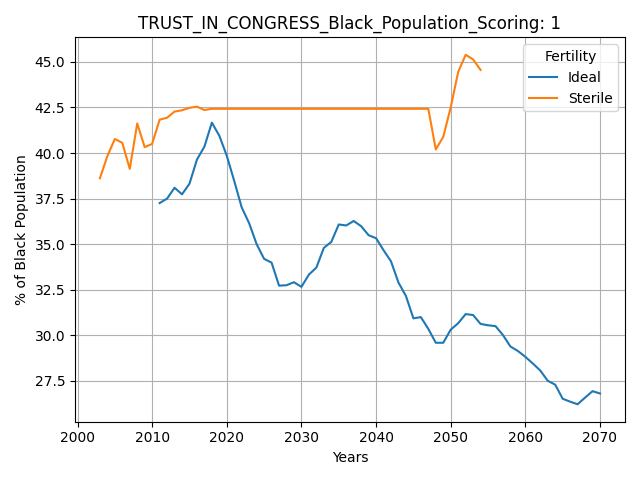 TRUST_IN_CONGRESS_Black_Population_Scoring: 1
Fertility
Ideal
Sterile
% of Black Population
45.0
42.5
40.0
37.5
35.0
32.5
30.0
27.5
2000
2010
2020
2030
2040
2050
2060
2070
Years